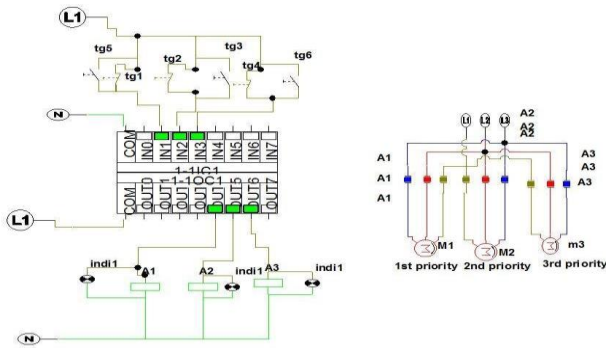 L1
tg5
tg1
tg2
tg3
tg4
tg6
N
COM IN0 IN1 IN2 IN3 IN4 IN5 IN6 IN7
1-1IC1
1-1OC1
COM OUT0 OUT1 OUT2 OUT3 OUT4 OUT5 OUT6 OUT7
L1
indi1 A1 A2 indi1 A3 indi1
N
L1 L2 L3
A2
A2
A2
A1
A1
A1
A3
A3
A3
M1 M2 m3
1st priority 2nd priority 3rd priority